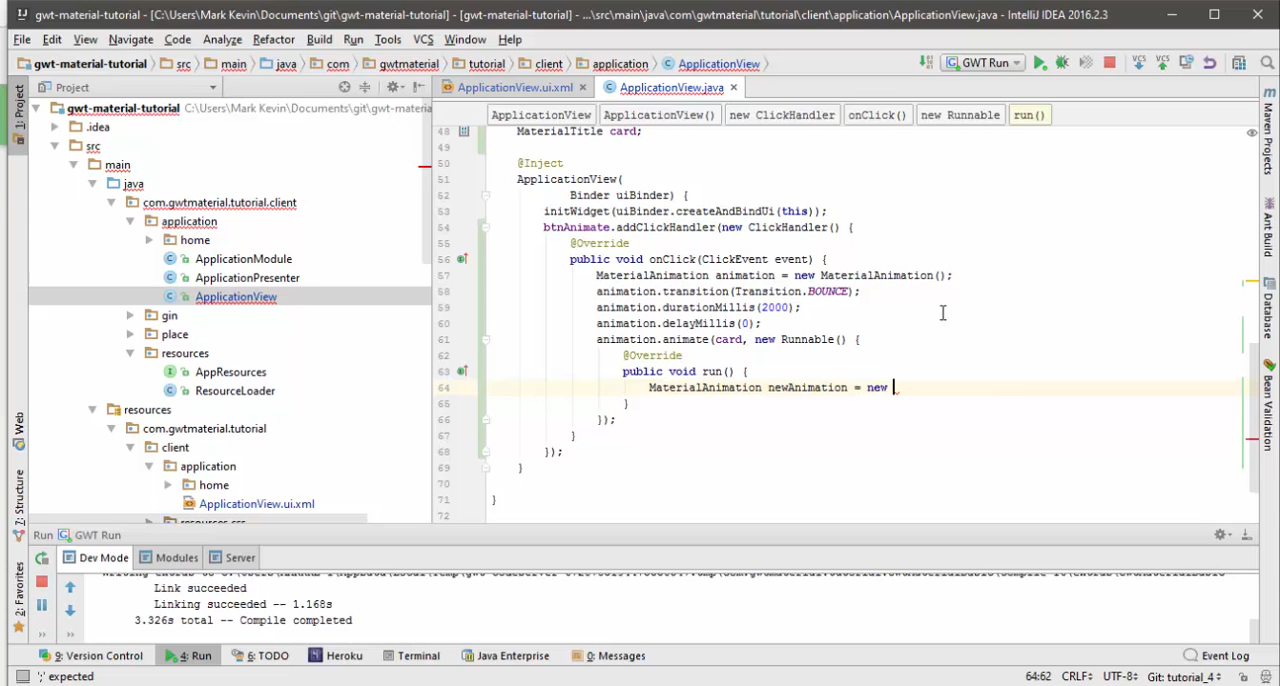 gwt-material-tutorial - [C:\Users\Mark Kevin\Documents\git\gwt-material-tutorial] - [gwt-material-tutorial] - ...\src\main\java\com\gwtmaterial\tutorial\client\application\ApplicationView.java - IntelliJ IDEA 2016.2.3
File Edit View Navigate Code Analyze Refactor Build Run Tools VCS Window Help
gwt-material-tutorial src main java com gwtmaterial tutorial client application ApplicationView GWT Run
Project ApplicationView.ui.xml ApplicationView.java
ApplicationView ApplicationView() new ClickHandler onClick() new Runnable run()
1: Project
Z: Structure
Web
2: Favorites
gwt-material-tutorial C:\Users\Mark Kevin\Documents\git\gwt-materia
.idea
src
main
java
com.gwtmaterial.tutorial.client
application
home
ApplicationModule
ApplicationPresenter
ApplicationView
gin
place
resources
AppResources
ResourceLoader
resources
com.gwtmaterial.tutorial
client
application
home
ApplicationView.ui.xml
48 MaterialTitle card;
49
50 @Inject
51 ApplicationView(
52 Binder uiBinder) {
53 initWidget(uiBinder.createAndBindUi(this));
54 btnAnimate.addClickHandler(new ClickHandler() {
55 @Override
56 public void onClick(ClickEvent event) {
57 MaterialAnimation animation = new MaterialAnimation();
58 animation.transition(Transition.BOUNCE);
59 animation.durationMillis(2000);
60 animation.delayMillis(0);
61 animation.animate(card, new Runnable() {
62 @Override
63 public void run() {
64 MaterialAnimation newAnimation = new
65 }
66 });
67 }
68 });
69 }
70
71 }
72
Maven Projects
Ant Build
Database
Bean Validation
Run GWT Run
Dev Mode Modules Server
Link succeeded
Linking succeeded -- 1.168s
3.326s total -- Compile completed
9: Version Control 4: Run 6: TODO Heroku Terminal Java Enterprise 0: Messages Event Log
';' expected 64:62 CRLF UTF-8 Git: tutorial_4